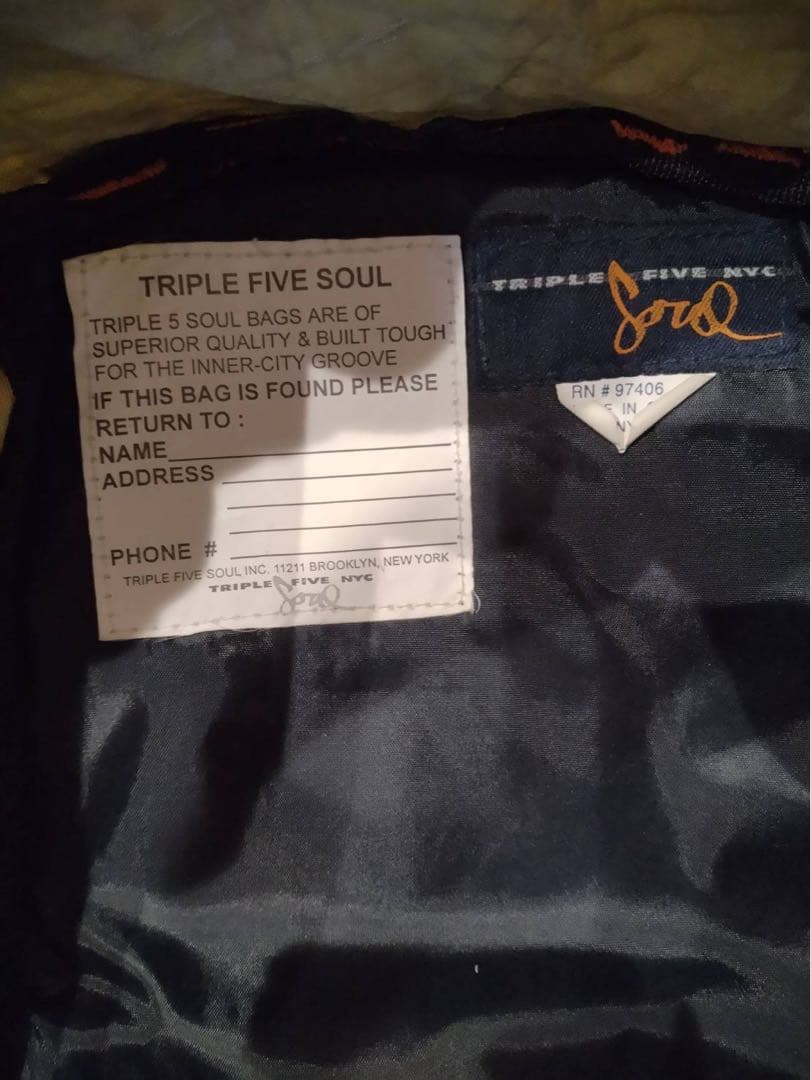 TRIPLE FIVE SOUL
TRIPLE 5 SOUL BAGS ARE OF
SUPERIOR QUALITY & BUILT TOUGH
FOR THE INNER-CITY GROOVE
IF THIS BAG IS FOUND PLEASE
RETURN TO :
NAME
ADDRESS
PHONE #
TRIPLE FIVE SOUL INC. 11211 BROOKLYN, NEW YORK
TRIPLE FIVE NYC
Soul
TRIPLE FIVE NYC
Soul
RN # 97406
IN
NY